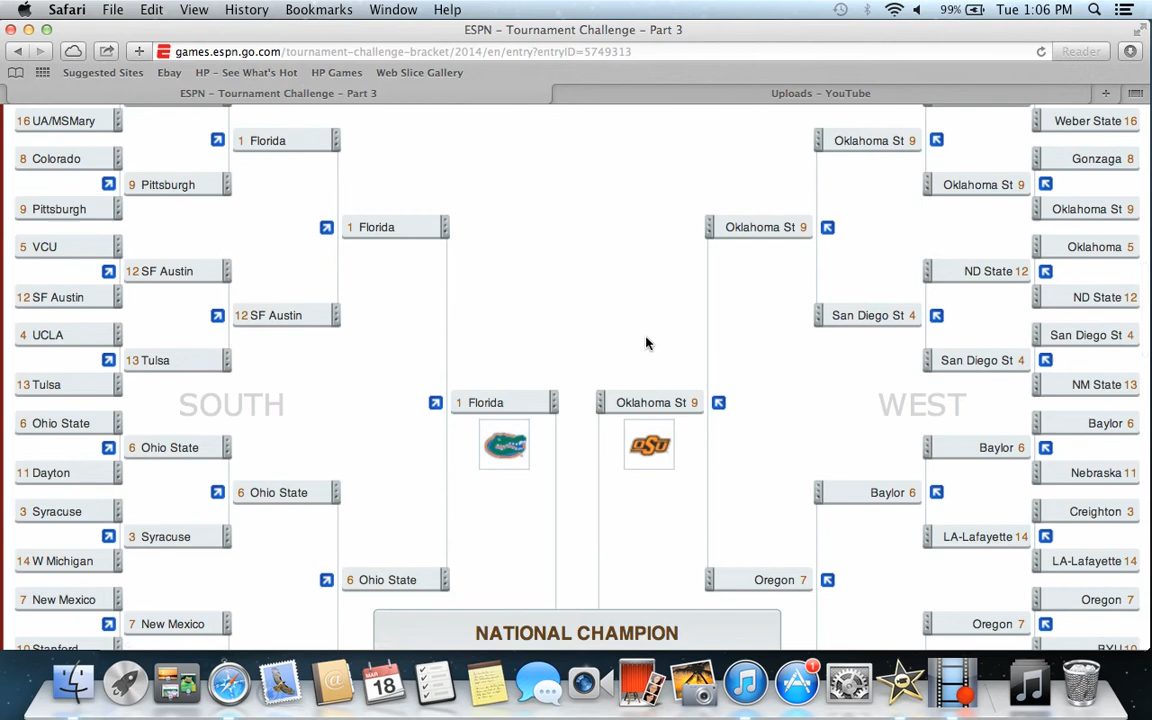 Safari File Edit View History Bookmarks Window Help 99% Tue 1:06 PM
ESPN - Tournament Challenge - Part 3
games.espn.go.com/tournament-challenge-bracket/2014/en/entry?entryID=5749313 Reader
Suggested Sites Ebay HP - See What's Hot HP Games Web Slice Gallery
ESPN - Tournament Challenge - Part 3 Uploads - YouTube
16 UA/MSMary Weber State 16
1 Florida Oklahoma St 9
8 Colorado Gonzaga 8
9 Pittsburgh Oklahoma St 9
9 Pittsburgh Oklahoma St 9
1 Florida Oklahoma St 9
5 VCU Oklahoma 5
12 SF Austin ND State 12
12 SF Austin ND State 12
12 SF Austin San Diego St 4
4 UCLA San Diego St 4
13 Tulsa San Diego St 4
13 Tulsa NM State 13
SOUTH 1 Florida Oklahoma St 9 WEST
6 Ohio State Baylor 6
6 Ohio State OSU Baylor 6
11 Dayton Nebraska 11
6 Ohio State Baylor 6
3 Syracuse Creighton 3
3 Syracuse LA-Lafayette 14
14 W Michigan LA-Lafayette 14
6 Ohio State Oregon 7
7 New Mexico Oregon 7
7 New Mexico Oregon 7
NATIONAL CHAMPION
10 Stanford BYU 10
MAR
18
1